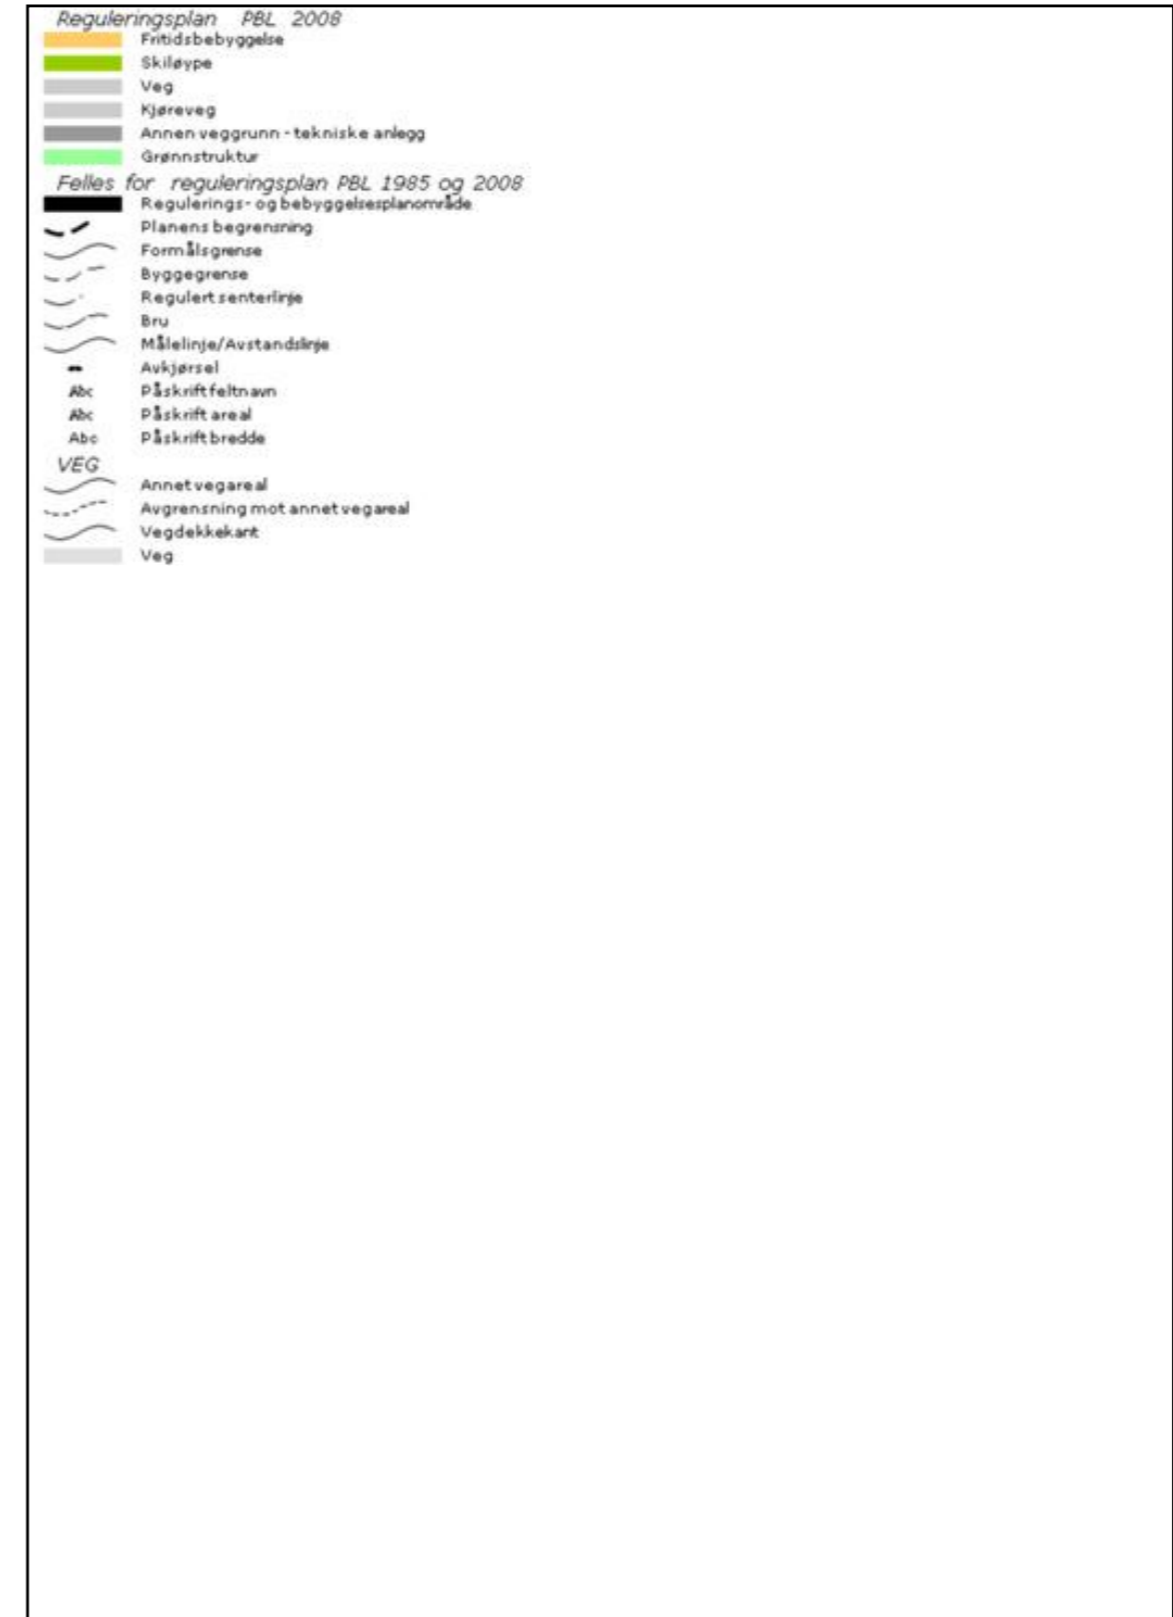 Reguleringsplan PBL 2008
Fritidsbebyggelse
Skiløype
Veg
Kjøreveg
Annen veggrunn - tekniske anlegg
Grønnstruktur
Felles for reguleringsplan PBL 1985 og 2008
Regulerings- og bebyggelsesplanområde
Planens begrensning
Formålsgrense
Byggegrense
Regulert senterlinje
Bru
Målelinje/Avstandslinje
Avkjørsel
Abc Påskrift feltnavn
Abc Påskrift areal
Abc Påskrift bredde
VEG
Annet vegareal
Avgrensning mot annet vegareal
Vegdekkekant
Veg